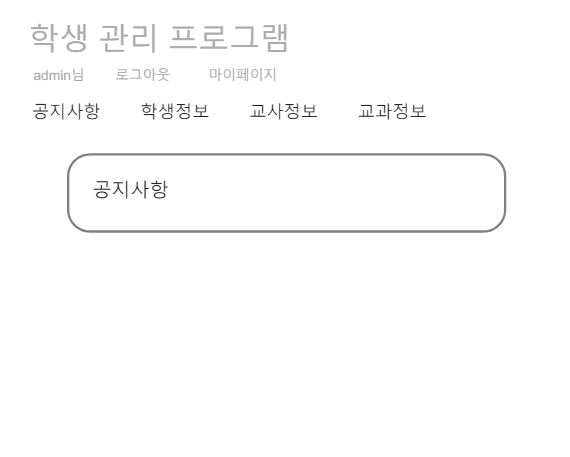 학생 관리 프로그램
admin님 로그아웃 마이페이지
공지사항 학생정보 교사정보 교과정보
공지사항